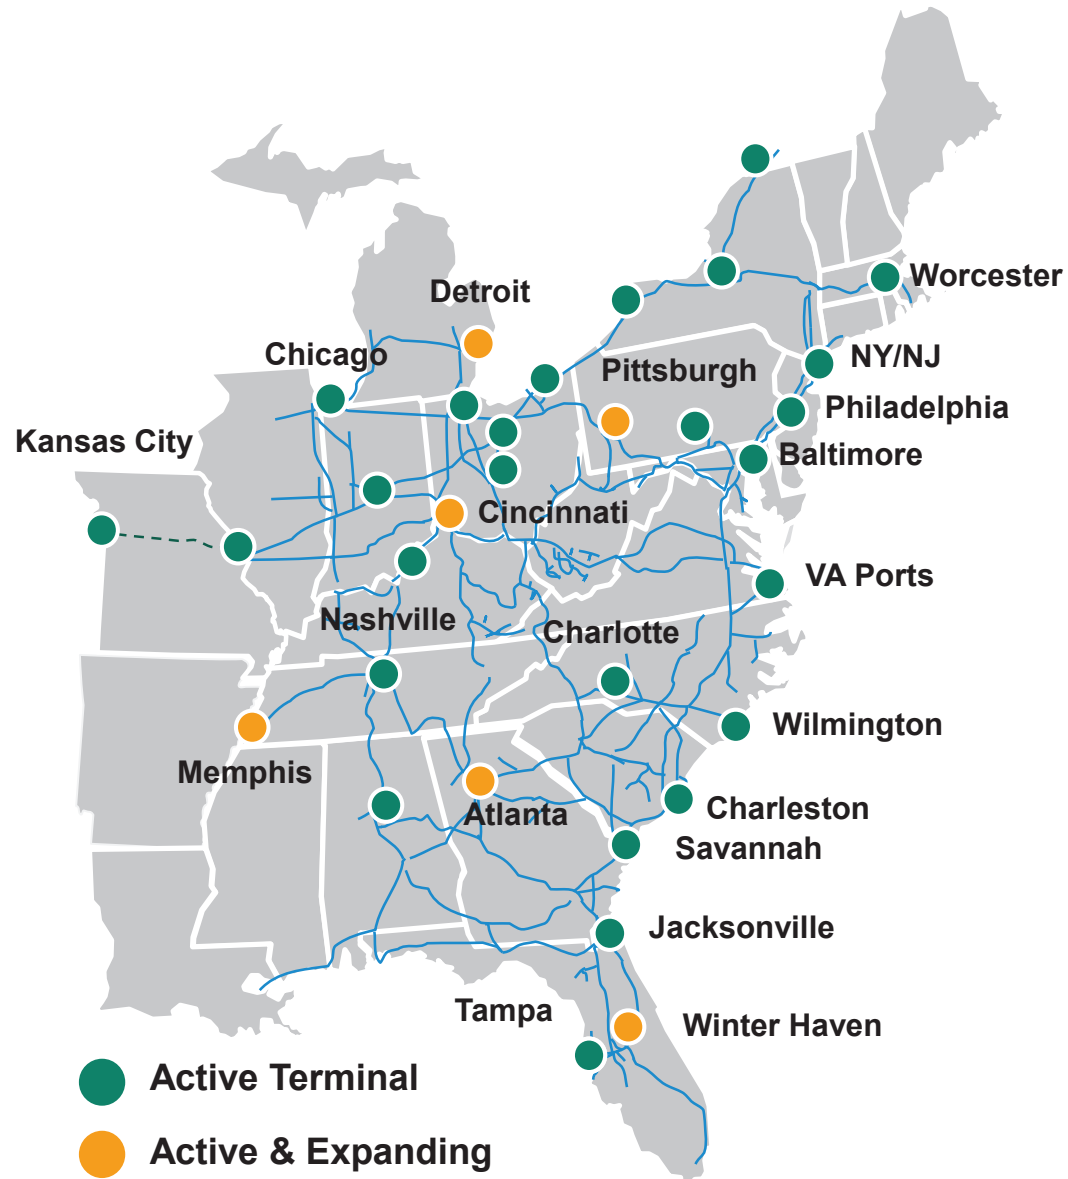 Worcester
Detroit
NY/NJ
Chicago
Pittsburgh
Philadelphia
Kansas City
Baltimore
Cincinnati
VA Ports
Nashville
Charlotte
Wilmington
Memphis
Charleston
Atlanta
Savannah
Jacksonville
Tampa
Winter Haven
Active Terminal
Active & Expanding